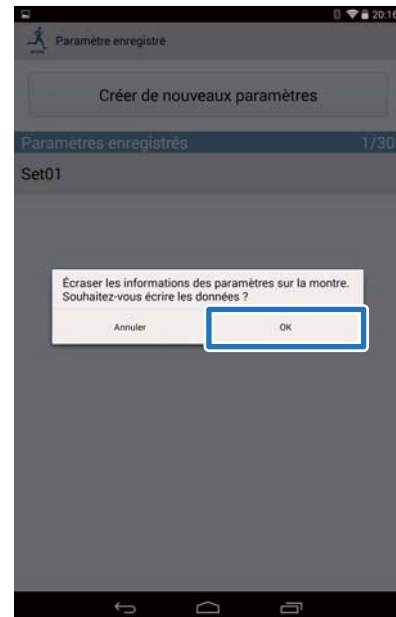 20:16
Paramètre enregistré
Créer de nouveaux paramètres
Paramètres enregistrés 1/30
Set01
Écraser les informations des paramètres sur la montre.
Souhaitez-vous écrire les données ?
Annuler OK